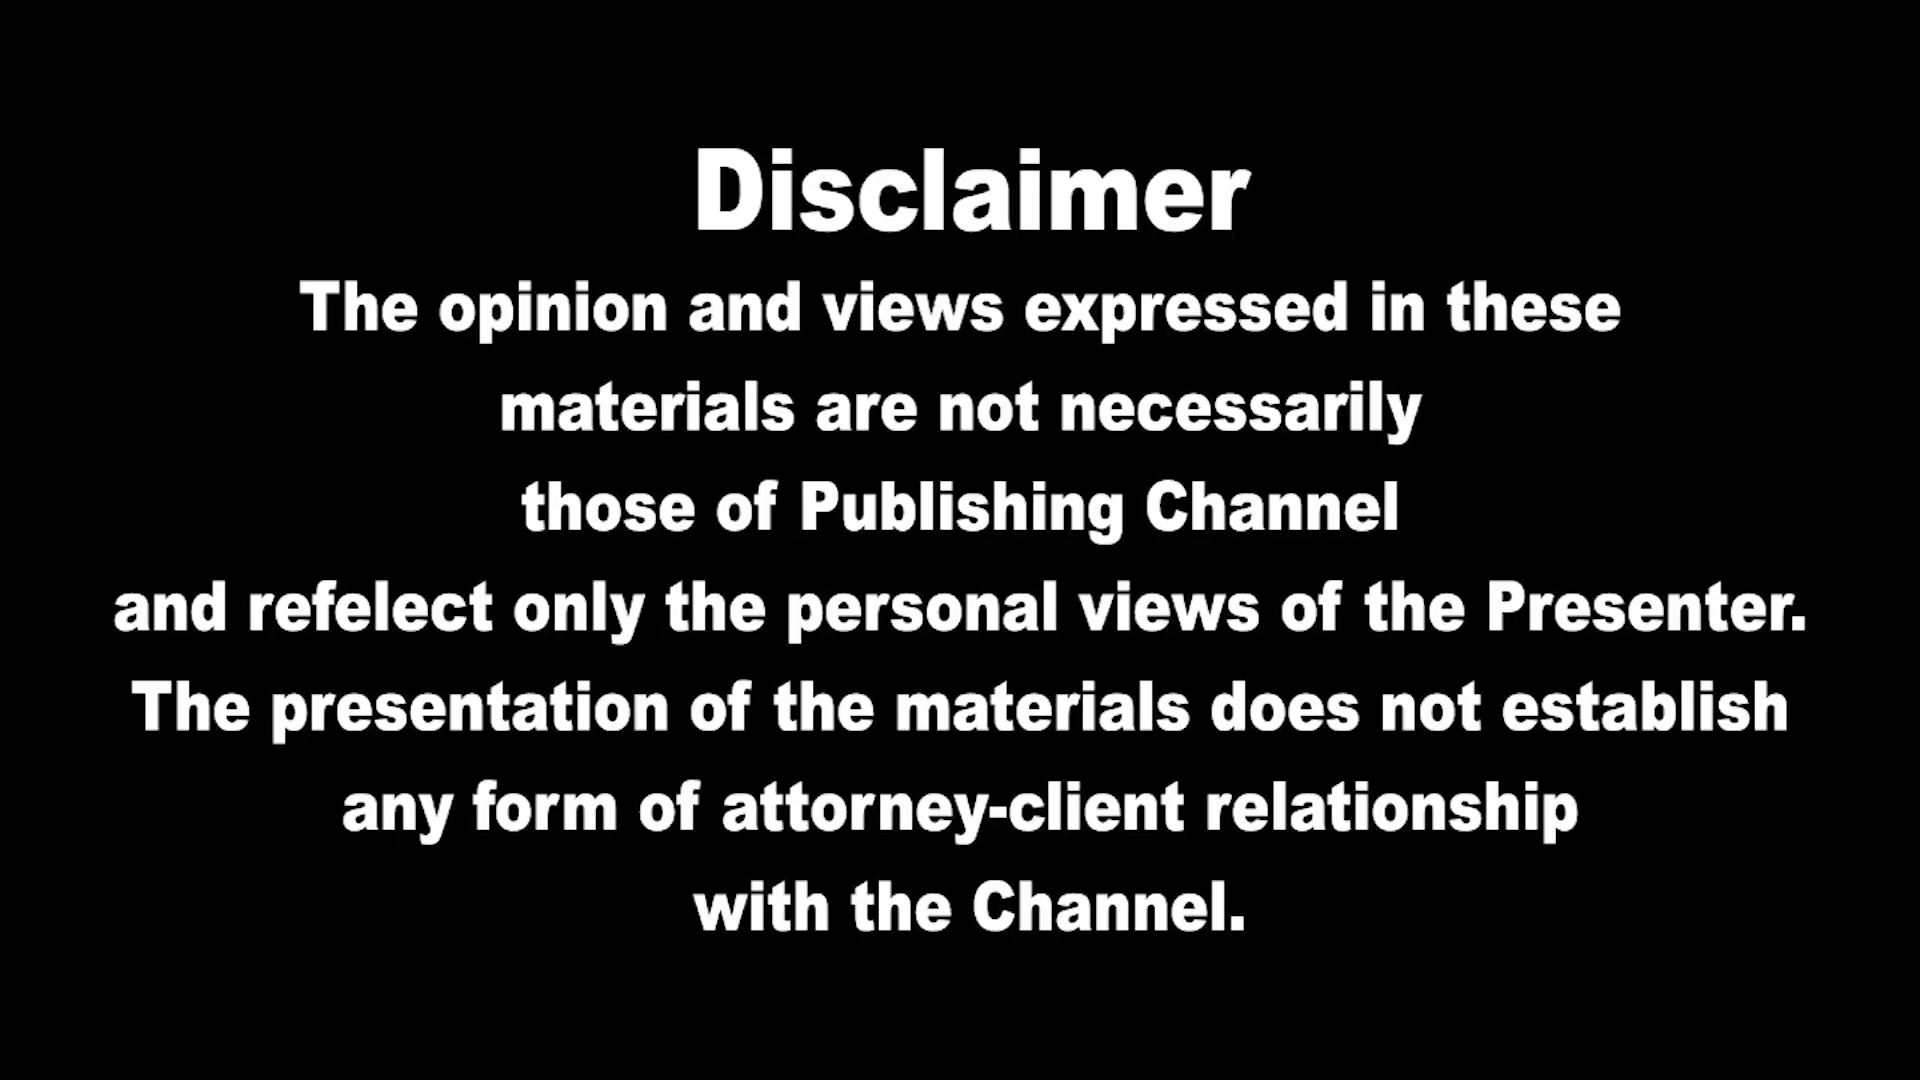 Disclaimer
The opinion and views expressed in these
materials are not necessarily
those of Publishing Channel
and refelect only the personal views of the Presenter.
The presentation of the materials does not establish
any form of attorney-client relationship
with the Channel.